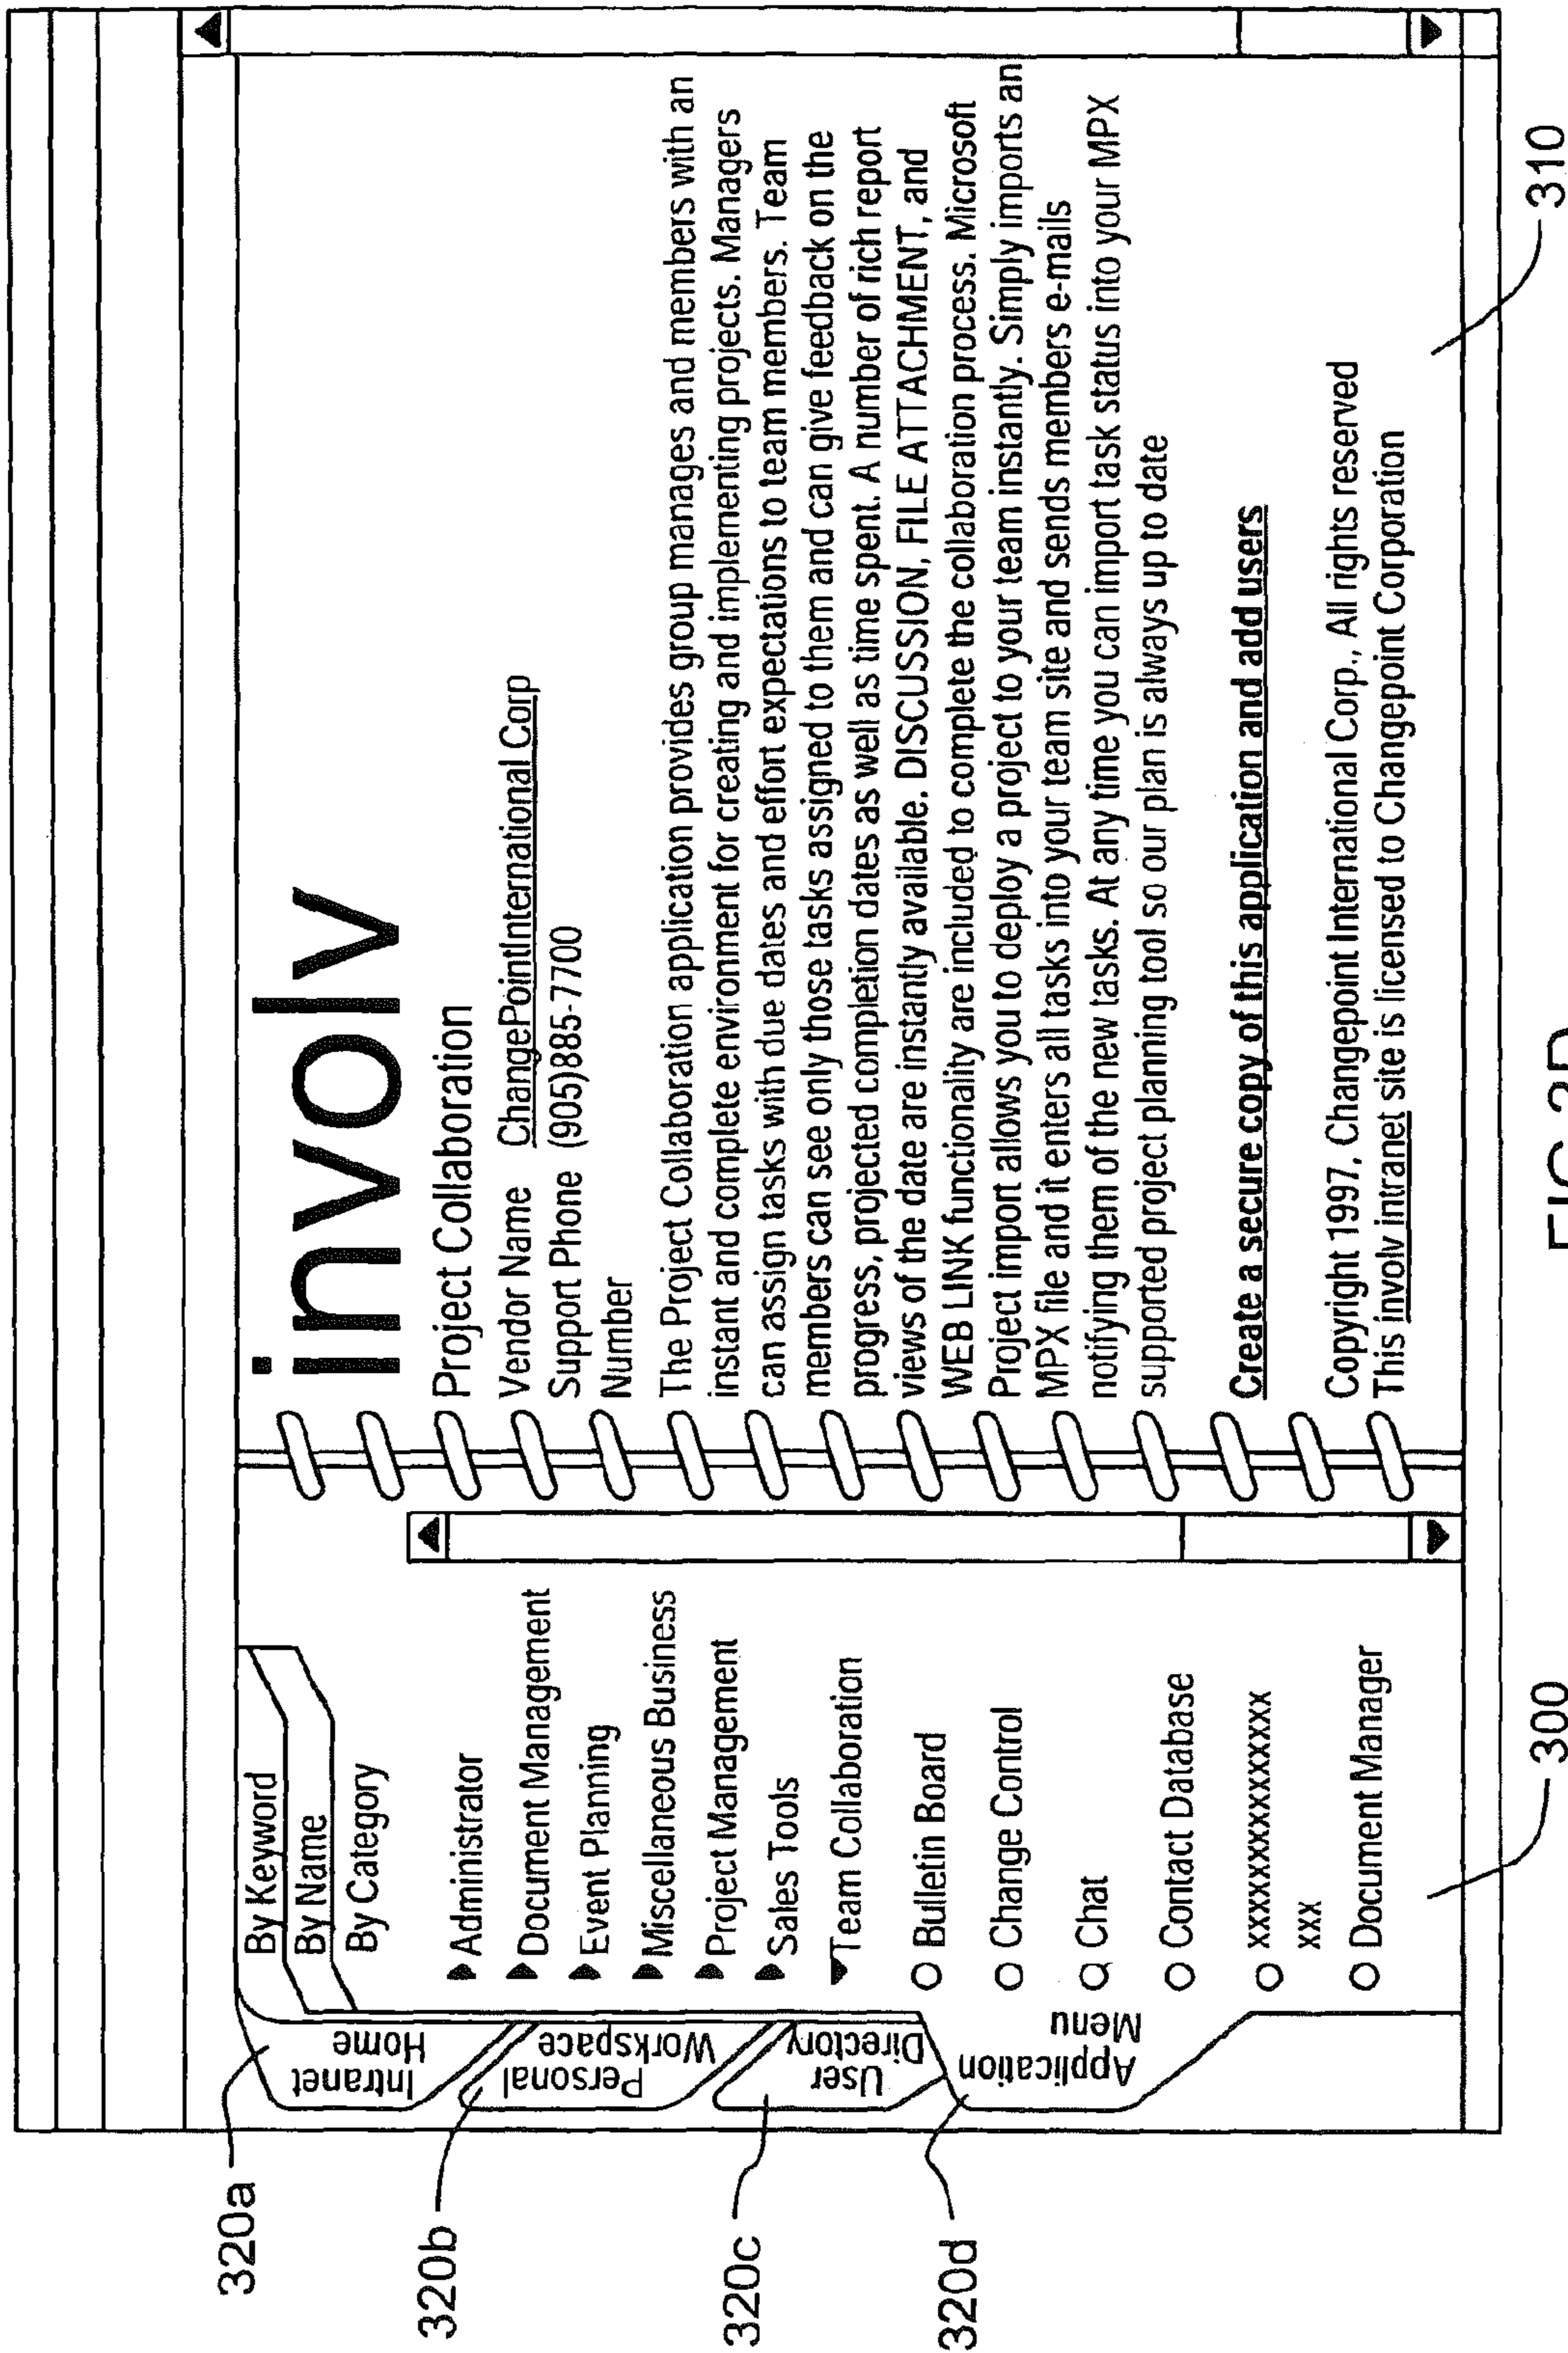 320a
320b
320c
320d
Intranet
Home
Personal
Workspace
User
Directory
Application
Menu
By Keyword
By Name
By Category
Administrator
Document Management
Event Planning
Miscellaneous Business
Project Management
Sales Tools
Team Collaboration
Bulletin Board
Change Control
Chat
Contact Database
xxxxxxxxxxxxxxxx
xxx
Document Manager
300
involv
Project Collaboration
Vendor Name ChangePointInternational Corp
Support Phone (905)885-7700
Number
The Project Collaboration application provides group manages and members with an
instant and complete environment for creating and implementing projects. Managers
can assign tasks with due dates and effort expectations to team members. Team
members can see only those tasks assigned to them and can give feedback on the
progress, projected completion dates as well as time spent. A number of rich report
views of the date are instantly available. DISCUSSION, FILE ATTACHMENT, and
WEB LINK functionality are included to complete the collaboration process. Microsoft
Project import allows you to deploy a project to your team instantly. Simply imports an
MPX file and it enters all tasks into your team site and sends members e-mails
notifying them of the new tasks. At any time you can import task status into your MPX
supported project planning tool so our plan is always up to date
Create a secure copy of this application and add users
Copyright 1997, Changepoint International Corp., All rights reserved
This involv intranet site is licensed to Changepoint Corporation
310